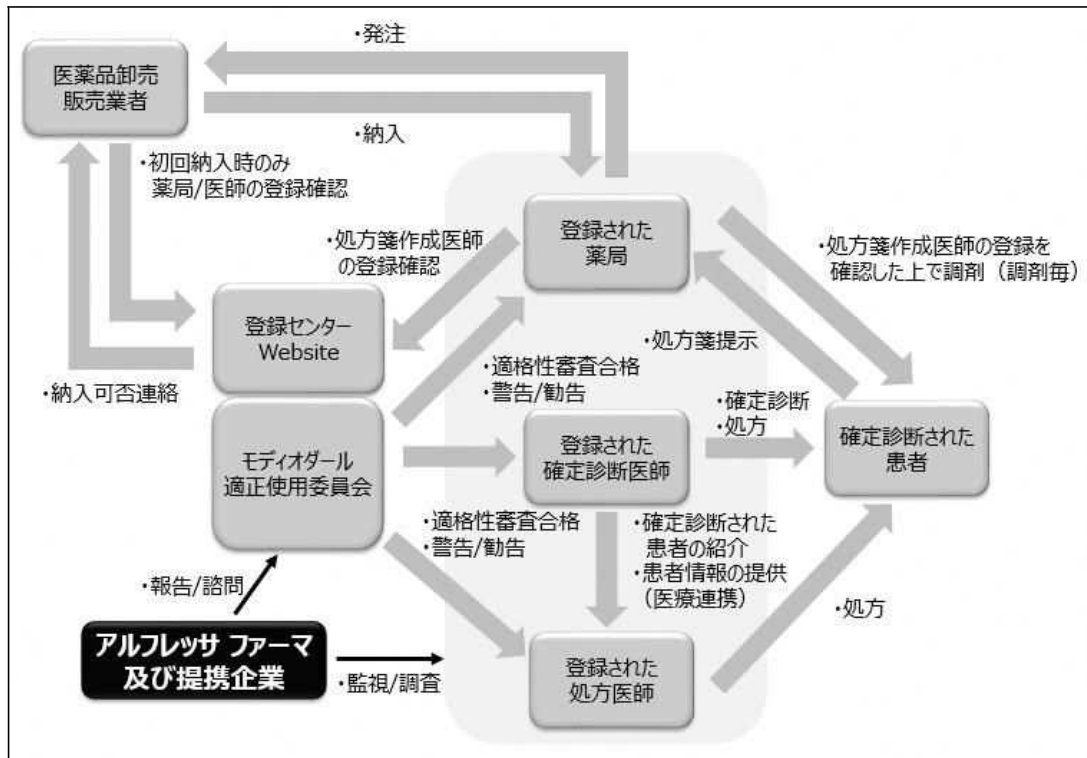 ・発注
医薬品卸売
販売業者
・納入
・初回納入時のみ
薬局/医師の登録確認
・処方箋作成医師
の登録確認
登録された
薬局
・処方箋作成医師の登録を
確認した上で調剤（調剤毎）
登録センター
Website
・処方箋提示
・納入可否連絡
・適格性審査合格
・警告/勧告
・確定診断
・処方
モディオダール
適正使用委員会
登録された
確定診断医師
確定診断された
患者
・適格性審査合格
・警告/勧告
・確定診断された
患者の紹介
・患者情報の提供
（医療連携）
・報告/諮問
・処方
アルフレッサ ファーマ
及び提携企業
・監視/調査
登録された
処方医師